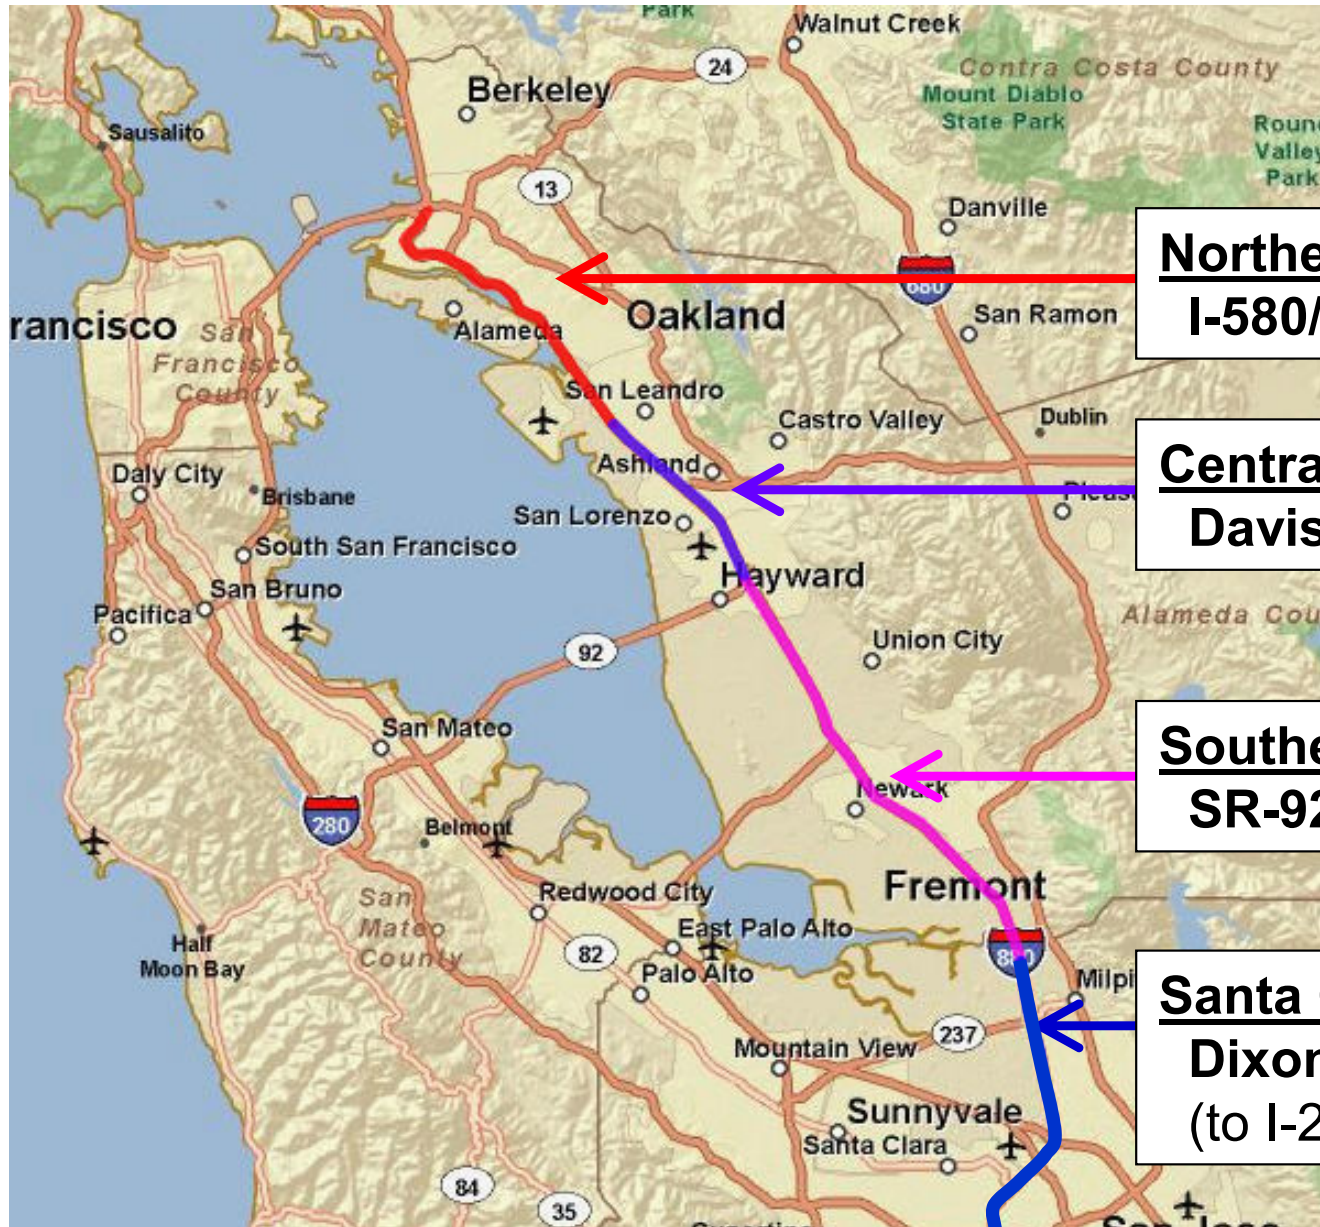 Park
Walnut Creek
24
Contra Costa County
Berkeley
Mount Diablo
State Park
Sausalito
Valley
Park
13
Danville
Northe
I-580/
680
Oakland
San Ramon
rancisco
San
Francisco
County
Alameda
San Leandro
Castro Valley
Dublin
Daly City
Ashland
Centra
Davis
Brisbane
San Lorenzo
South San Francisco
Hayward
San Bruno
Pacifica
Alameda Cou
Union City
92
San Mateo
Southe
SR-92
Newark
280
Belmont
Fremont
San
Mateo
County
Redwood City
East Palo Alto
Half
Moon Bay
82
880
Palo Alto
Milpi
Santa
Dixon
(to I-2
237
Mountain View
Sunnyvale
Santa Clara
84
35